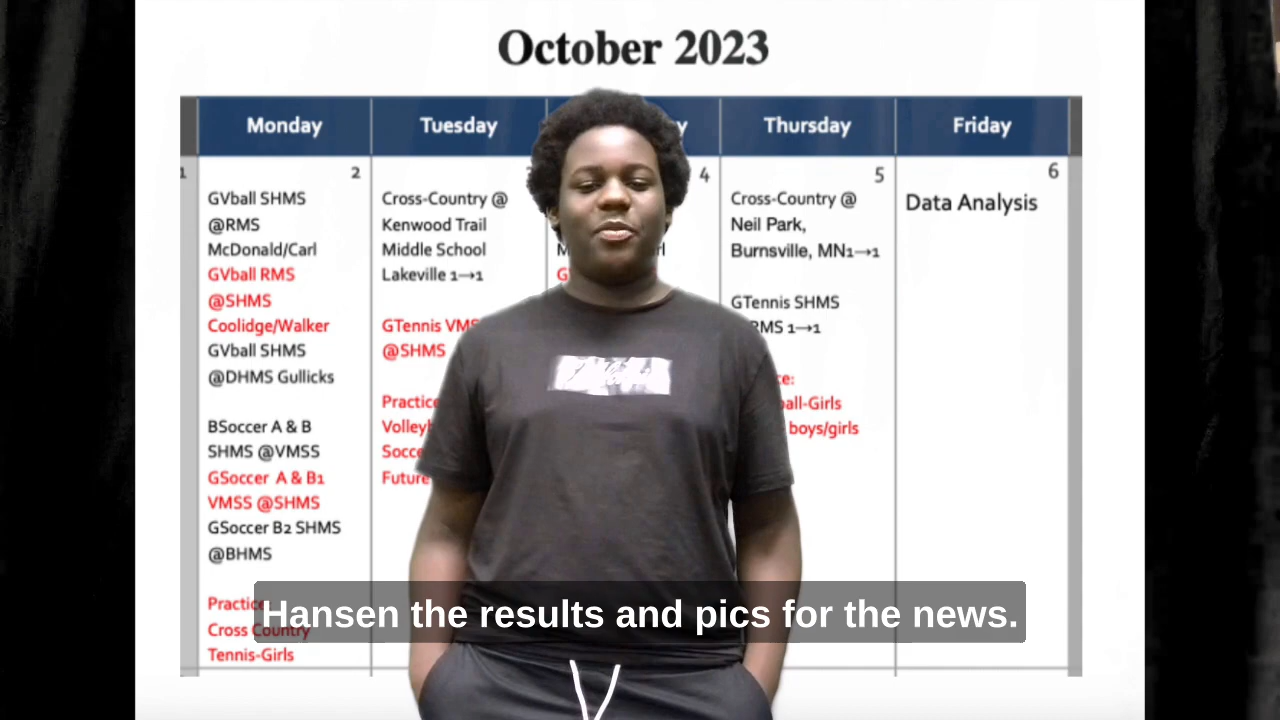 October 2023
Monday
Tuesday
Thursday
Friday
1
2
GVball SHMS
@RMS
McDonald/Carl
GVball RMS
@SHMS
Coolidge/Walker
GVball SHMS
@DHMS Gullicks
BSoccer A & B
SHMS @VMSS
GSoccer A & B1
VMSS @SHMS
GSoccer B2 SHMS
@BHMS
Practice
Cross Country
Tennis-Girls
Cross-Country @
Kenwood Trail
Middle School
Lakeville 1→1
GTennis VMS
@SHMS
Practice
Future
4
5
Cross-Country @
Neil Park,
Burnsville, MN1→1
GTennis SHMS
RMS 1→1
ball-Girls
boys/girls
6
Data Analysis
Hansen the results and pics for the news.